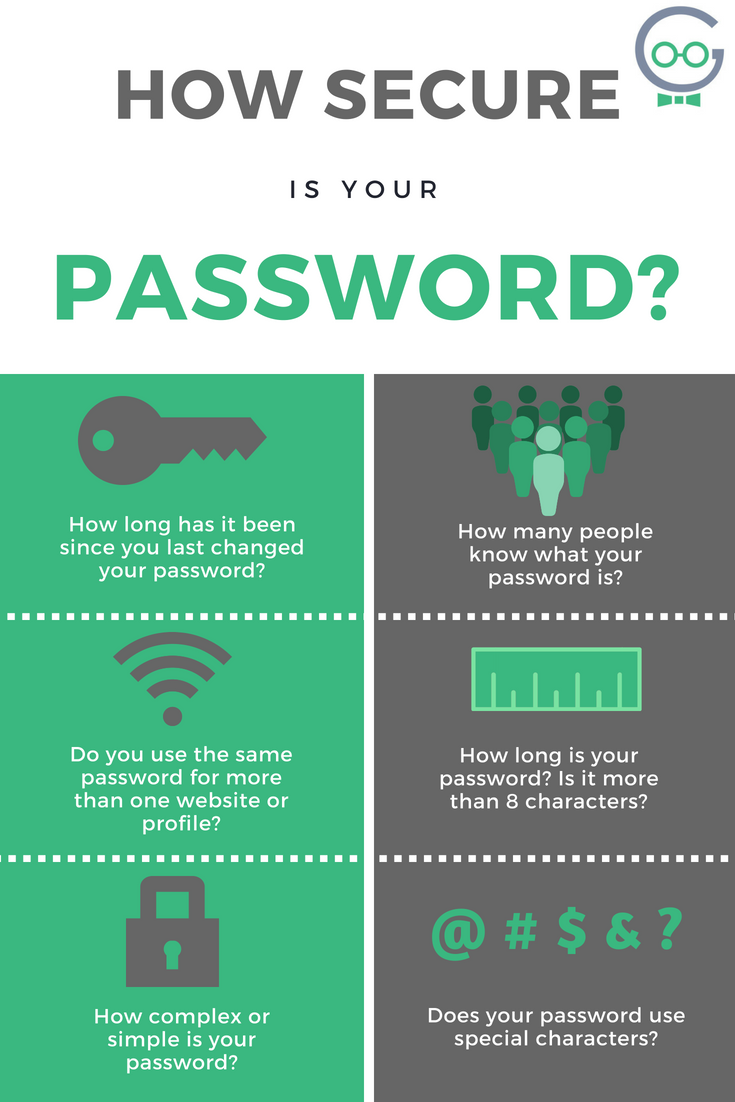 HOW SECURE
IS YOUR
PASSWORD?
How long has it been
since you last changed
your password?
How many people
know what your
password is?
Do you use the same
password for more
than one website or
profile?
How long is your
password? Is it more
than 8 characters?
How complex or
simple is your
password?
@ # $ & ?
Does your password use
special characters?